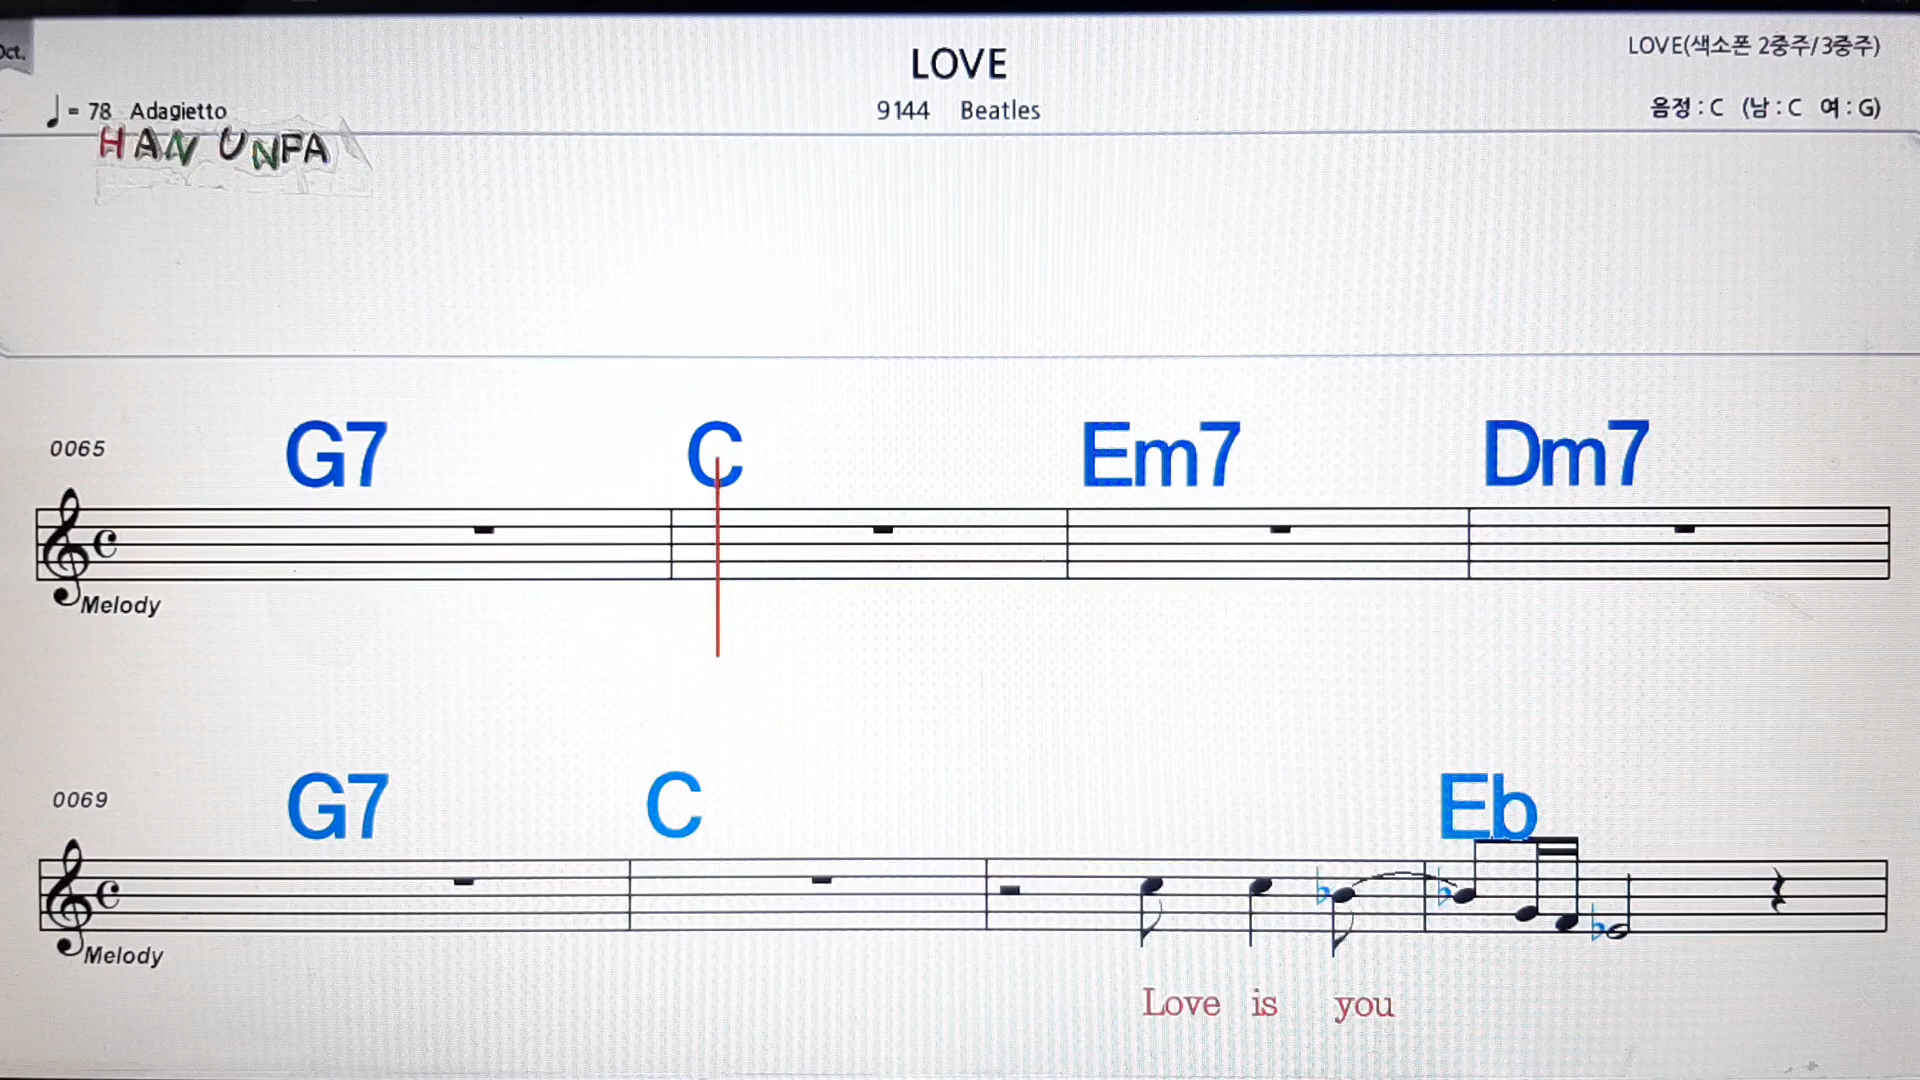 Oct.
LOVE
LOVE(색소폰 2중주/3중주)
♩ = 78 Adagietto
9144 Beatles
음정 : C (남 : C 여 : G)
HAN UNFA
0065 G7 C Em7 Dm7
Melody
0069 G7 C Eb
Melody
Love is you